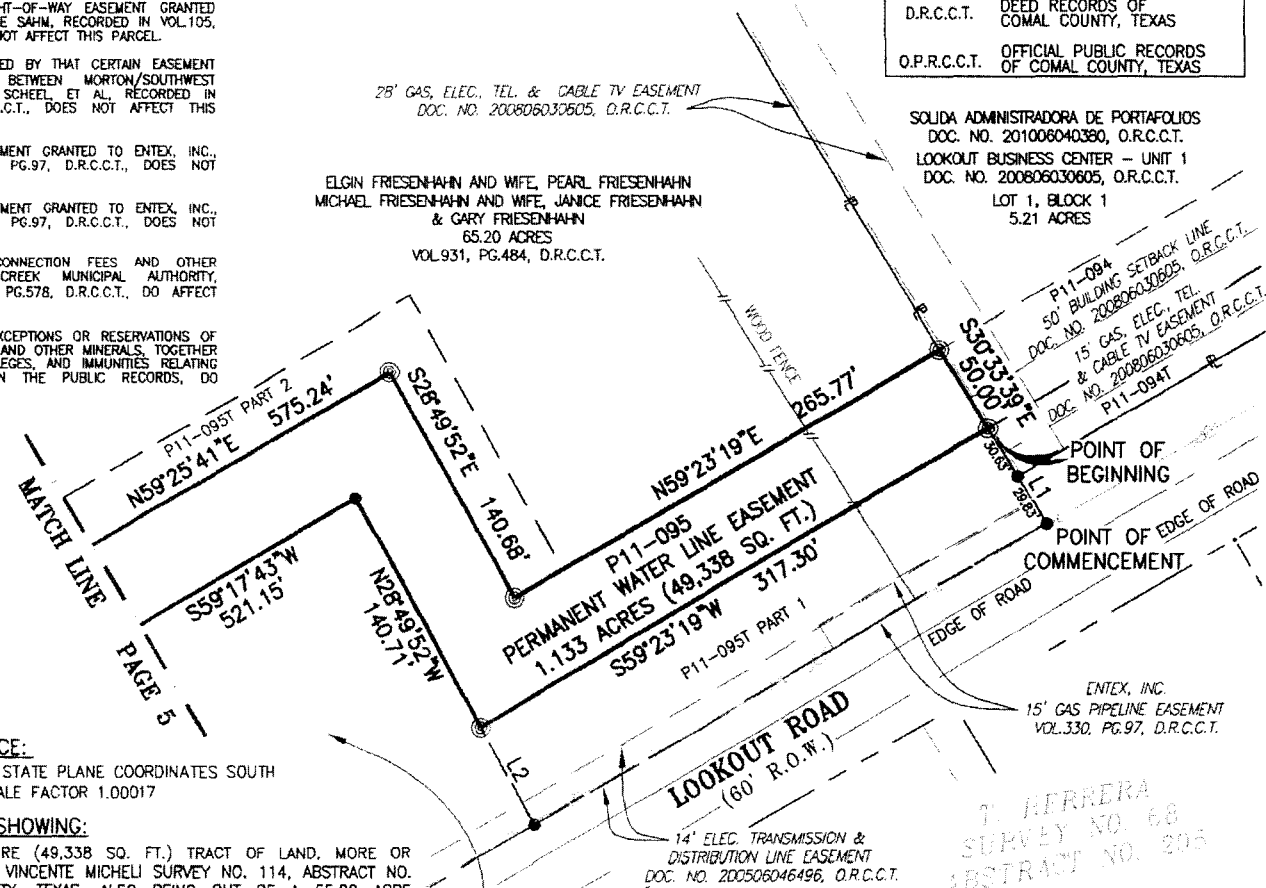 HT-OF-WAY EASEMENT GRANTED
E SAHM, RECORDED IN VOL.105,
NOT AFFECT THIS PARCEL.
ED BY THAT CERTAIN EASEMENT
BETWEEN MORTON/SOUTHWEST
SCHEEL, ET AL, RECORDED IN
.C.T., DOES NOT AFFECT THIS
MENT GRANTED TO ENTEX, INC.,
PG.97, D.R.C.C.T., DOES NOT
MENT GRANTED TO ENTEX, INC.,
PG.97, D.R.C.C.T., DOES NOT
CONNECTION FEES AND OTHER
CREEK MUNICIPAL AUTHORITY,
PG.578, D.R.C.C.T., DO AFFECT
EXCEPTIONS OR RESERVATIONS OF
AND OTHER MINERALS, TOGETHER
LEGES, AND IMMUNITIES RELATING
IN THE PUBLIC RECORDS, DO
D.R.C.C.T. DEED RECORDS OF
COMAL COUNTY, TEXAS
O.P.R.C.C.T. OFFICIAL PUBLIC RECORDS
OF COMAL COUNTY, TEXAS
28' GAS, ELEC., TEL. & CABLE TV EASEMENT
DOC. NO. 200806030605, O.R.C.C.T.
SOLIDA ADMINISTRADORA DE PORTAFOLIOS
DOC. NO. 201006040380, O.R.C.C.T.
LOOKOUT BUSINESS CENTER - UNIT 1
DOC. NO. 200806030605, O.R.C.C.T.
LOT 1, BLOCK 1
5.21 ACRES
ELGIN FRIESENHAHN AND WIFE, PEARL FRIESENHAHN
MICHAEL FRIESENHAHN AND WIFE, JANICE FRIESENHAHN
& GARY FRIESENHAHN
65.20 ACRES
VOL.931, PG.484, D.R.C.C.T.
P11-094
50' BUILDING SETBACK LINE
DOC. NO. 200806030605, O.R.C.C.T.
15' GAS, ELEC., TEL.
& CABLE TV EASEMENT
DOC. NO. 200806030605, O.R.C.C.T.
P11-094T
WOOD FENCE
S30°33'39"E
50.00'
P11-095T PART 2
N59°25'41"E 575.24'
S28°49'52"E 140.68'
N59°23'19"E 265.77'
30.63'
L1
29.83'
POINT OF
BEGINNING
POINT OF
COMMENCEMENT
EDGE OF ROAD
MATCH LINE PAGE 5
S59°17'43"W
521.15'
N28°49'52"W
140.71'
P11-095
PERMANENT WATER LINE EASEMENT
1.133 ACRES (49,338 SQ. FT.)
S59°23'19"W 317.30'
P11-095T PART 1
EDGE OF ROAD
L2
LOOKOUT ROAD
(60' R.O.W.)
ENTEX, INC.
15' GAS PIPELINE EASEMENT
VOL.330, PG.97, D.R.C.C.T.
14' ELEC. TRANSMISSION &
DISTRIBUTION LINE EASEMENT
DOC. NO. 200506046496, O.R.C.C.T.
T. HERRERA
SURVEY NO. 68
ABSTRACT NO. 205
CE:
STATE PLANE COORDINATES SOUTH
ALE FACTOR 1.00017
SHOWING:
RE (49,338 SQ. FT.) TRACT OF LAND, MORE OR
VINCENTE MICHELI SURVEY NO. 114, ABSTRACT NO.